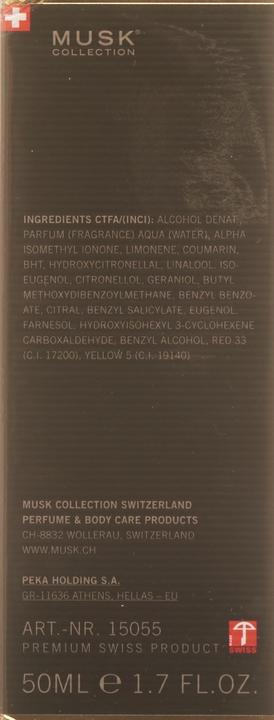 MUSK®
COLLECTION
INGREDIENTS CTFA/(INCI): ALCOHOL DENAT.,
PARFUM (FRAGRANCE) AQUA (WATER), ALPHA
ISOMETHYL IONONE, LIMONENE, COUMARIN,
BHT, HYDROXYCITRONELLAL, LINALOOL, ISO-
EUGENOL, CITRONELLOL, GERANIOL, BUTYL
METHOXYDIBENZOYLMETHANE, BENZYL BENZO-
ATE, CITRAL, BENZYL SALICYLATE, EUGENOL,
FARNESOL, HYDROXYISOHEXYL 3-CYCLOHEXENE
CARBOXALDEHYDE, BENZYL ALCOHOL, RED 33
(C.I. 17200), YELLOW 5 (C.I. 19140)
MUSK COLLECTION SWITZERLAND
PERFUME & BODY CARE PRODUCTS
CH-8832 WOLLERAU, SWITZERLAND
WWW.MUSK.CH
PEKA HOLDING S.A.
GR-11636 ATHENS, HELLAS – EU
ART.-NR. 15055
PREMIUM SWISS PRODUCT
SWISS
50ML ℮ 1.7 FL.OZ.